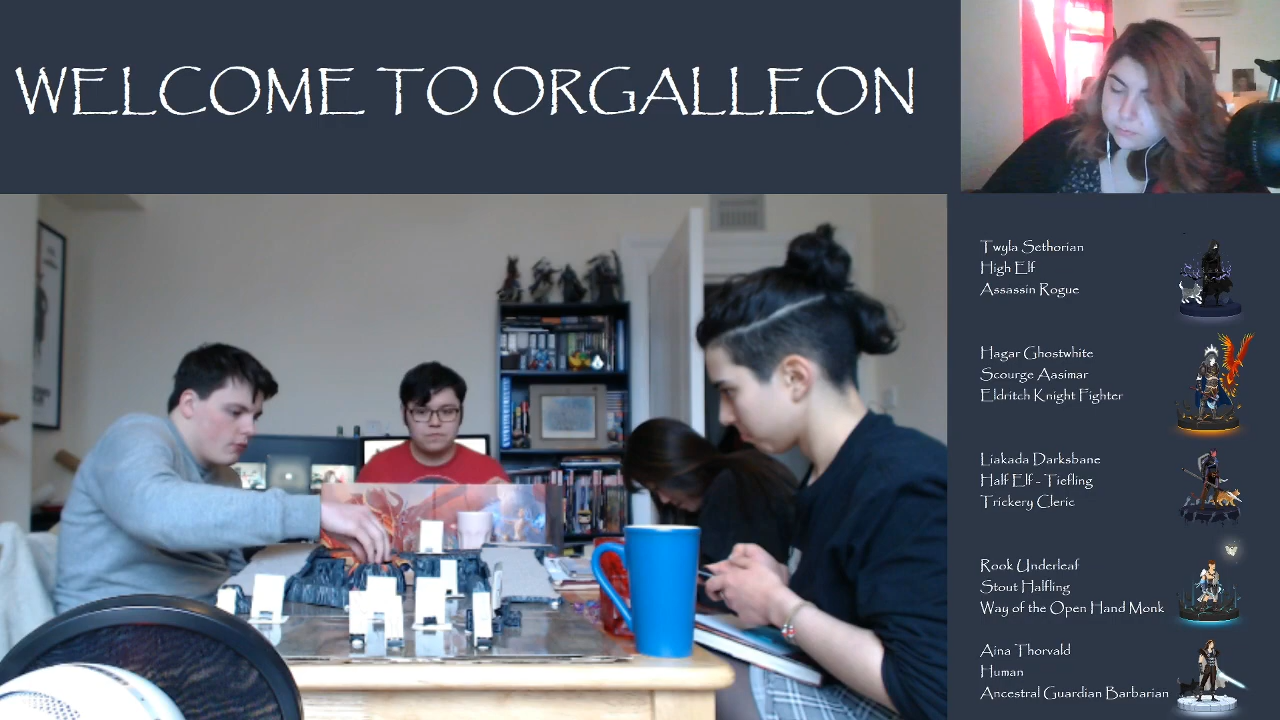 WELCOME TO ORGALLEON
Twyla Sethorian
High Elf
Assassin Rogue
Hagar Ghostwhite
Scourge Aasimar
Eldritch Knight Fighter
Liakada Darksbane
Half Elf - Tiefling
Trickery Cleric
Rook Underleaf
Stout Halfling
Way of the Open Hand Monk
Aina Thorvald
Human
Ancestral Guardian Barbarian